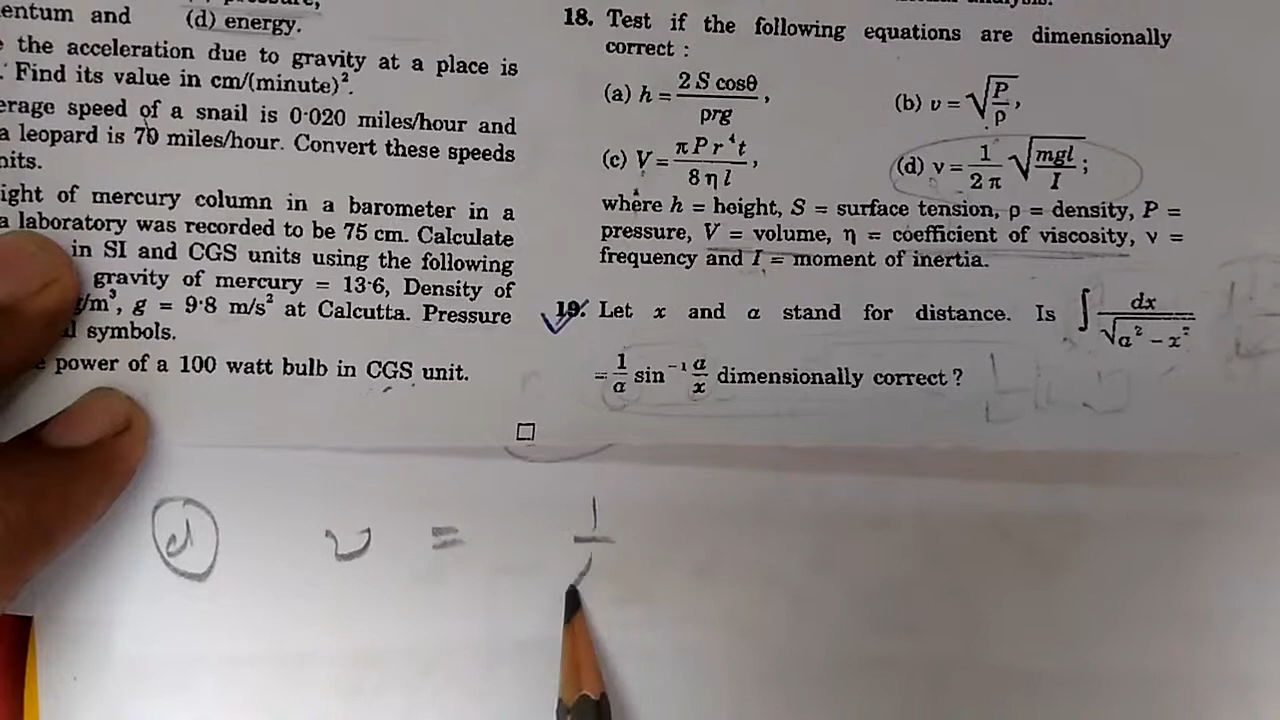 entum and (d) energy.
the acceleration due to gravity at a place is
Find its value in cm/(minute)².
erage speed of a snail is 0·020 miles/hour and
a leopard is 70 miles/hour. Convert these speeds
nits.
ight of mercury column in a barometer in a
a laboratory was recorded to be 75 cm. Calculate
in SI and CGS units using the following
gravity of mercury = 13·6, Density of
/m³, g = 9·8 m/s² at Calcutta. Pressure
symbols.
power of a 100 watt bulb in CGS unit.
18. Test if the following equations are dimensionally
correct :
(a) h = 2 S cosθ / ρrg , (b) υ = √(P/ρ) ,
(c) V = π P r⁴ t / 8 η l , (d) ν = 1/2 π √(mgl/I) ;
where h = height, S = surface tension, ρ = density, P =
pressure, V = volume, η = coefficient of viscosity, ν =
frequency and I = moment of inertia.
19. Let x and a stand for distance. Is ∫ dx / √(a² − x²)
= 1/a sin⁻¹ a/x dimensionally correct ?
(d) ν = 1